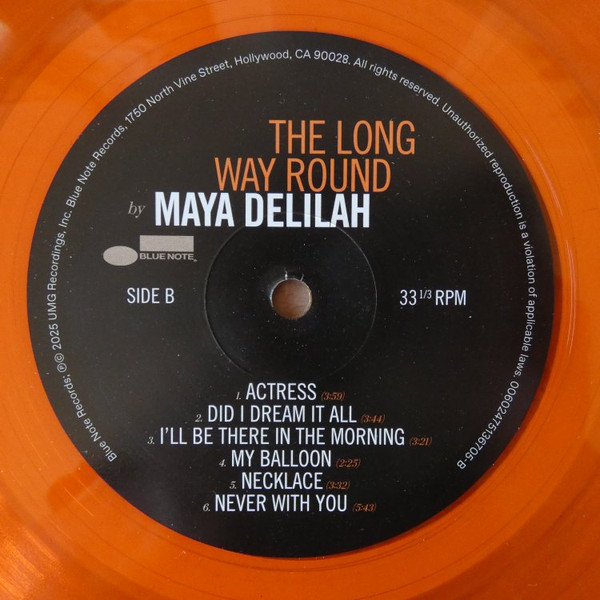 Blue Note Records; ℗© 2025 UMG Recordings, Inc. Blue Note Records, 1750 North Vine Street, Hollywood, CA 90028. All rights reserved. Unauthorized reproduction is a violation of applicable laws. 00602475136705-B
THE LONG
WAY ROUND
by MAYA DELILAH
BLUE NOTE.
SIDE B
33 1/3 RPM
1. ACTRESS (3:59)
2. DID I DREAM IT ALL (3:44)
3. I'LL BE THERE IN THE MORNING (3:21)
4. MY BALLOON (2:25)
5. NECKLACE (3:32)
6. NEVER WITH YOU (5:43)